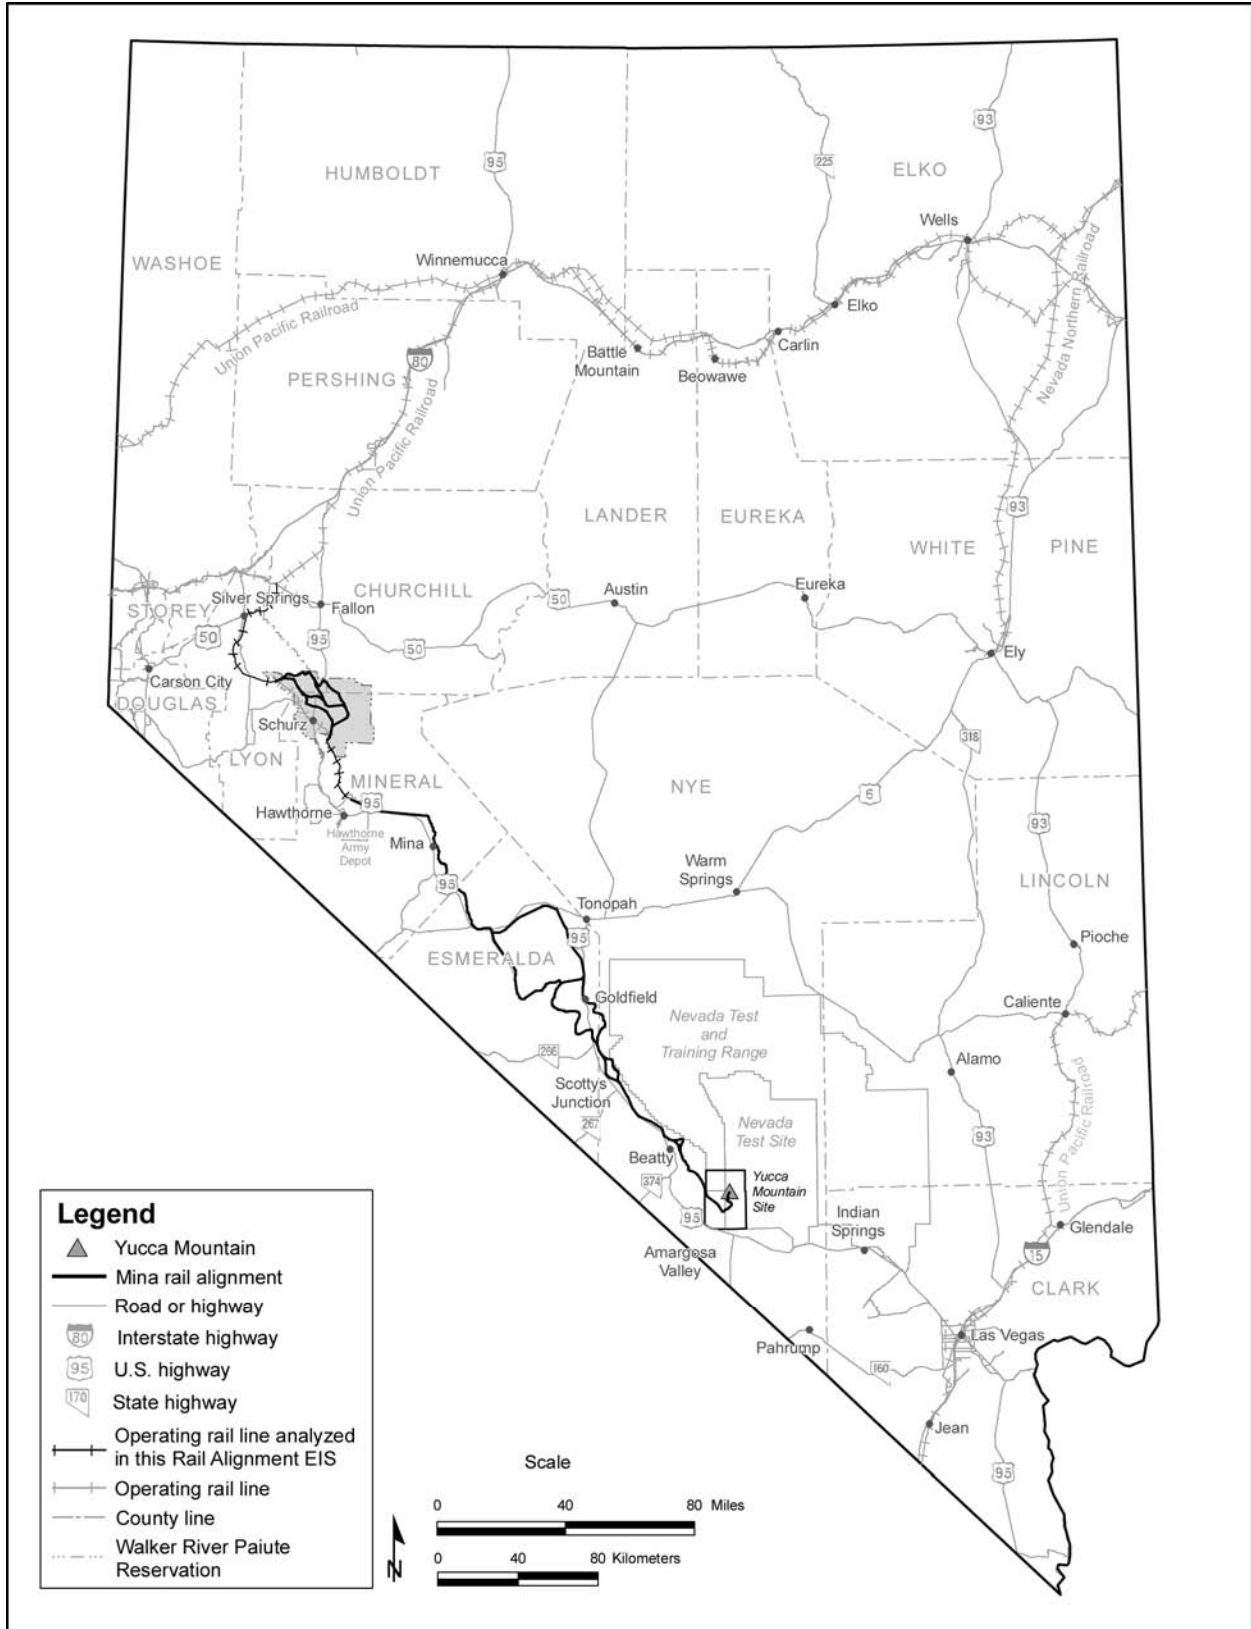 HUMBOLDT
ELKO
WASHOE
95
225
93
Wells
Winnemucca
Union Pacific Railroad
Nevada Northern Railroad
Elko
80
Battle
Mountain
Carlin
Beowawe
PERSHING
Union Pacific Railroad
LANDER
EUREKA
WHITE
PINE
93
CHURCHILL
STOREY
Silver Springs
Fallon
50
Austin
Eureka
50
95
50
Ely
Carson City
DOUGLAS
Schurz
LYON
MINERAL
318
NYE
6
Hawthorne
95
Hawthorne
Army
Depot
Mina
93
Warm
Springs
LINCOLN
95
Tonopah
95
Pioche
ESMERALDA
Goldfield
Caliente
Nevada Test
and
Training Range
266
Alamo
Scottys
Junction
267
Nevada
Test Site
93
Union Pacific Railroad
Beatty
374
Yucca
Mountain
Site
95
Indian
Springs
Glendale
Amargosa
Valley
15
CLARK
Pahrump
Las Vegas
160
Jean
95
Legend
Yucca Mountain
Mina rail alignment
Road or highway
80 Interstate highway
95 U.S. highway
170 State highway
Operating rail line analyzed
in this Rail Alignment EIS
Operating rail line
County line
Walker River Paiute
Reservation
Scale
0 40 80 Miles
0 40 80 Kilometers
N